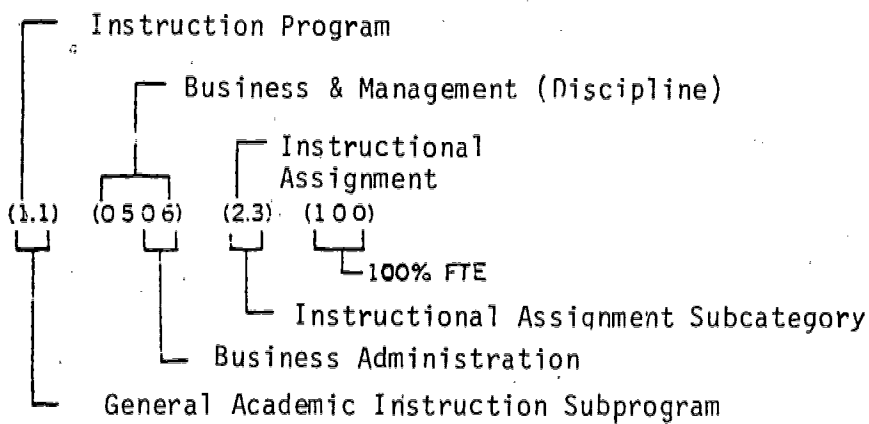 Instruction Program
Business & Management (Discipline)
Instructional
Assignment
(1.1) (0506) (2.3) (100)
100% FTE
Instructional Assignment Subcategory
Business Administration
General Academic Instruction Subprogram